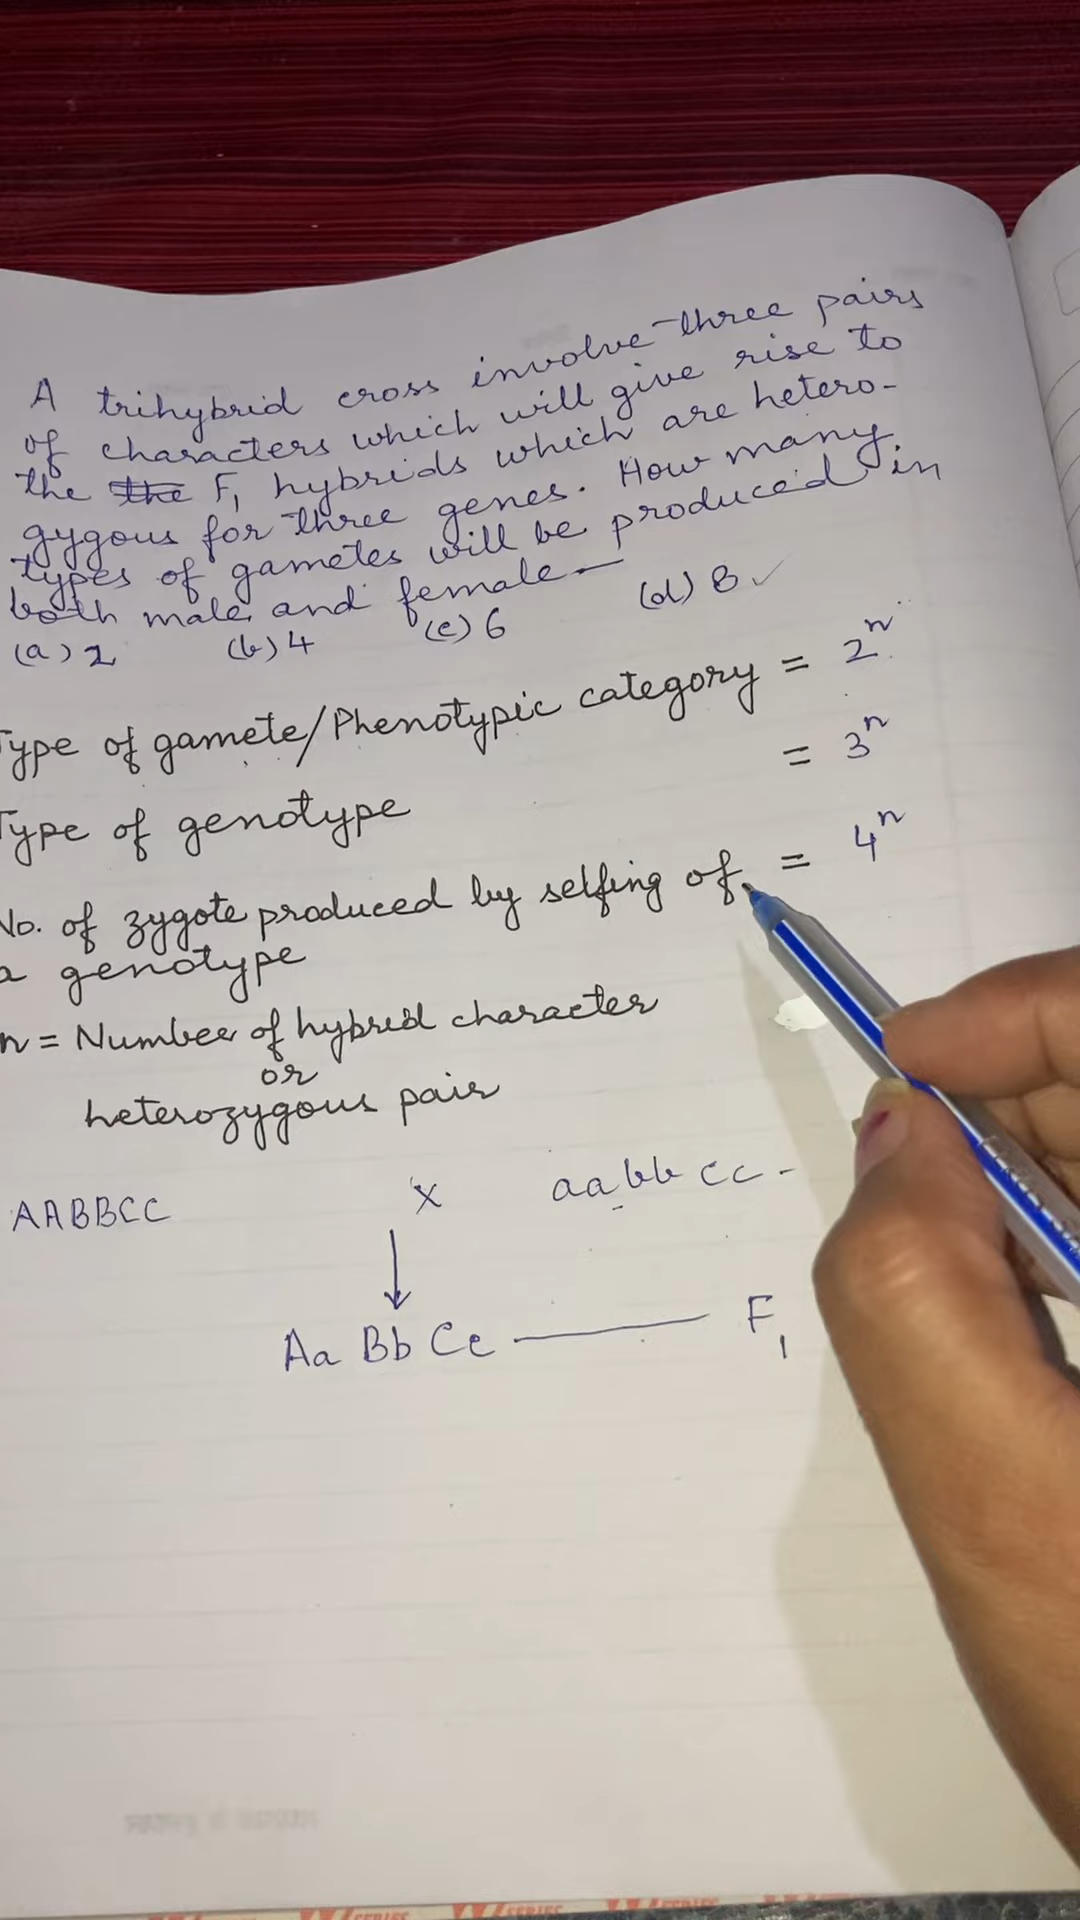 A trihybrid cross involve three pairs
of characters which will give rise to
the the F1 hybrids which are hetero-
gygous for three genes. How many
types of gametes will be produced in
both male and female —
(a) 2 (b) 4 (c) 6 (d) 8 ✓
Type of gamete/Phenotypic category = 2ⁿ
Type of genotype = 3ⁿ
No. of zygote produced by selfing of = 4ⁿ
a genotype
n = Number of hybrid character
or
heterozygous pair
AABBCC × aabbcc -
↓
Aa Bb Cc — F1